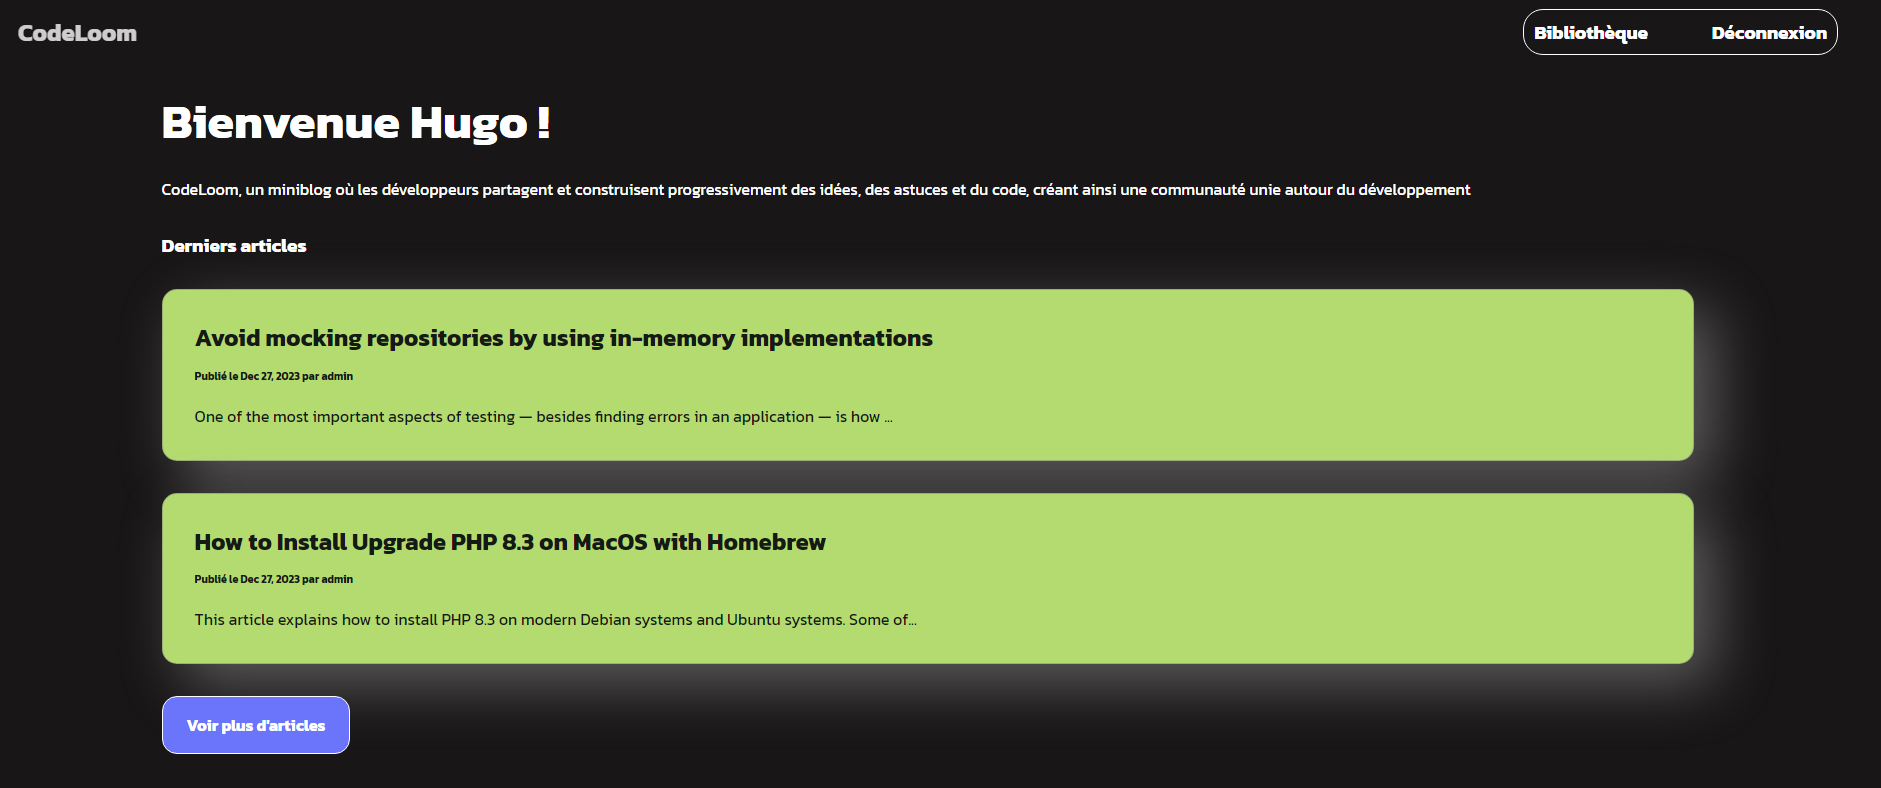 CodeLoom
Bibliothèque
Déconnexion
Bienvenue Hugo !
CodeLoom, un miniblog où les développeurs partagent et construisent progressivement des idées, des astuces et du code, créant ainsi une communauté unie autour du développement
Derniers articles
Avoid mocking repositories by using in-memory implementations
Publié le Dec 27, 2023 par admin
One of the most important aspects of testing — besides finding errors in an application — is how ...
How to Install Upgrade PHP 8.3 on MacOS with Homebrew
Publié le Dec 27, 2023 par admin
This article explains how to install PHP 8.3 on modern Debian systems and Ubuntu systems. Some of...
Voir plus d'articles